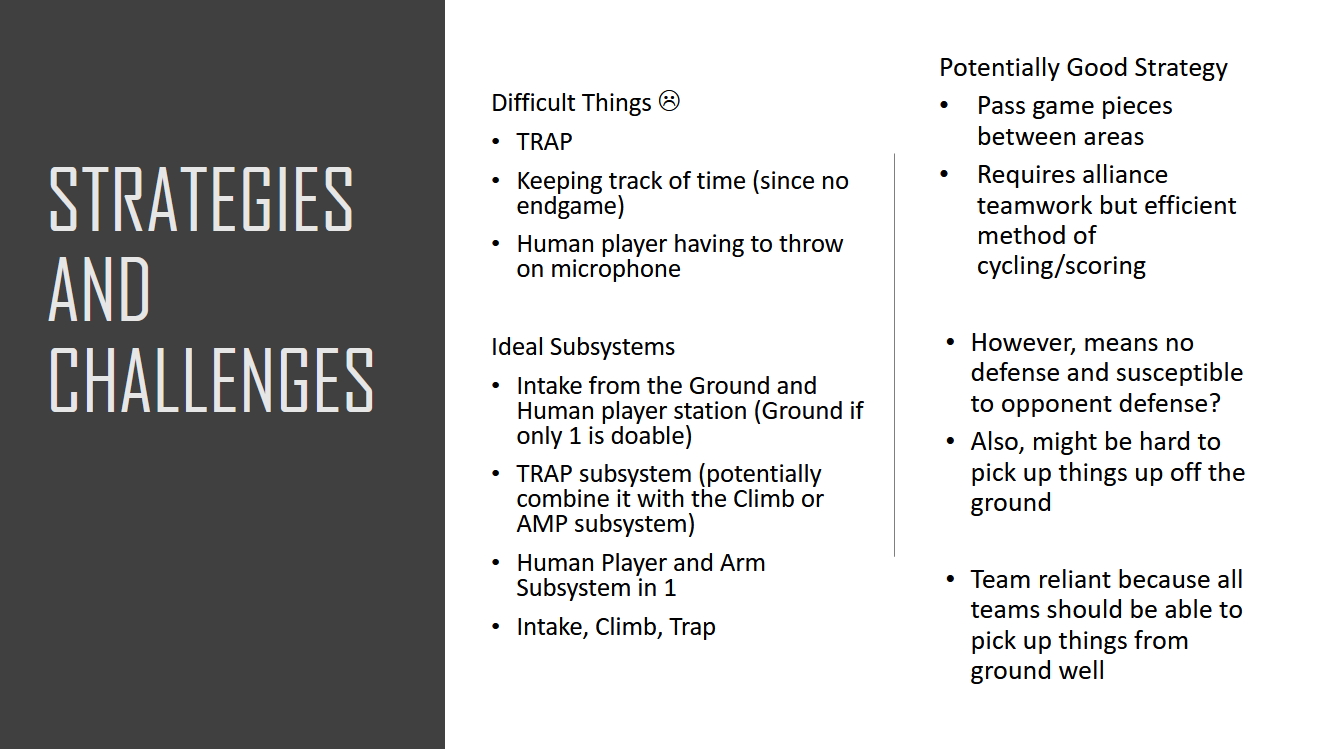 STRATEGIES
AND
CHALLENGES
Difficult Things ☹
• TRAP
• Keeping track of time (since no
endgame)
• Human player having to throw
on microphone
Ideal Subsystems
• Intake from the Ground and
Human player station (Ground if
only 1 is doable)
• TRAP subsystem (potentially
combine it with the Climb or
AMP subsystem)
• Human Player and Arm
Subsystem in 1
• Intake, Climb, Trap
Potentially Good Strategy
• Pass game pieces
between areas
• Requires alliance
teamwork but efficient
method of
cycling/scoring
• However, means no
defense and susceptible
to opponent defense?
• Also, might be hard to
pick up things up off the
ground
• Team reliant because all
teams should be able to
pick up things from
ground well